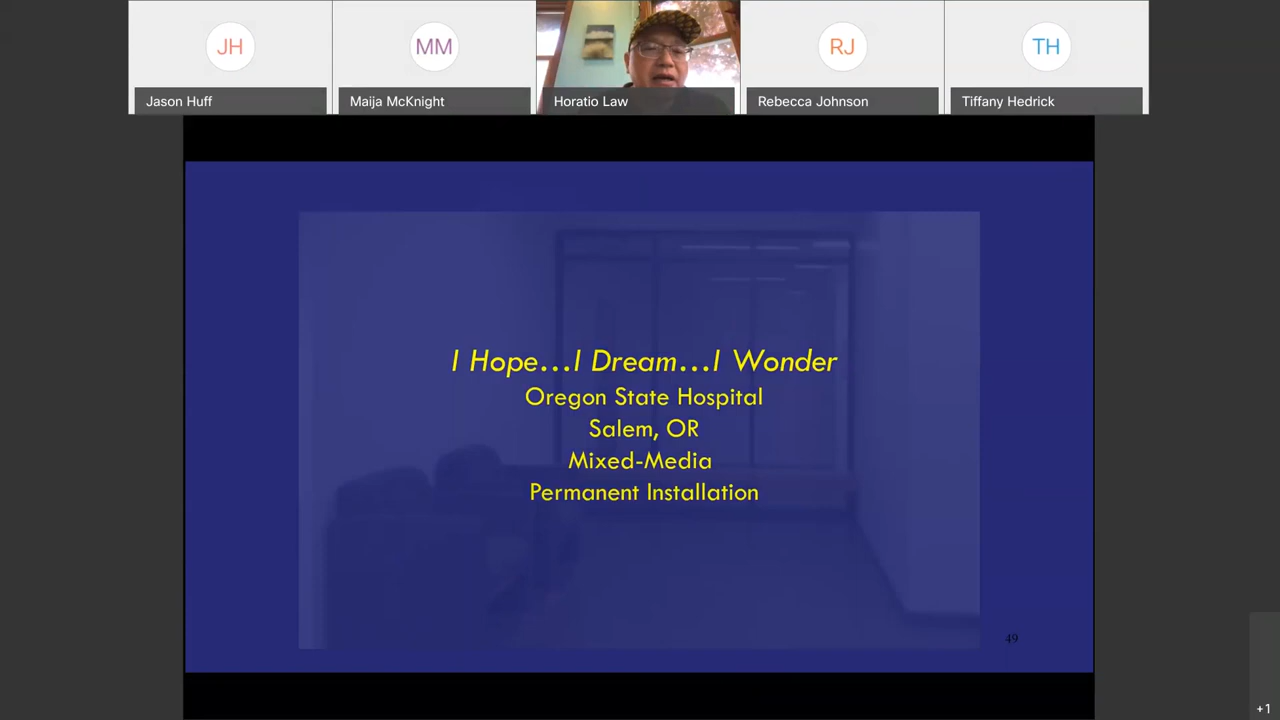 JH
MM
RJ
TH
Jason Huff
Maija McKnight
Horatio Law
Rebecca Johnson
Tiffany Hedrick
I Hope...I Dream...I Wonder
Oregon State Hospital
Salem, OR
Mixed-Media
Permanent Installation
49
+1